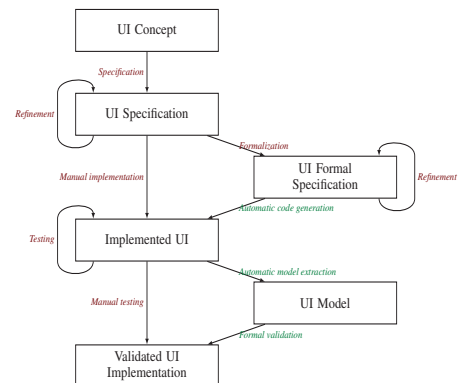 UI Concept
Specification
Refinement
UI Specification
Formalization
Manual implementation
UI Formal
Specification
Refinement
Automatic code generation
Testing
Implemented UI
Automatic model extraction
Manual testing
UI Model
Formal validation
Validated UI
Implementation